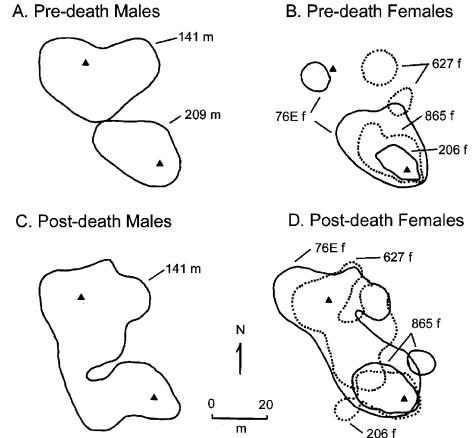 A. Pre-death Males
141 m
209 m
B. Pre-death Females
627 f
76E f
865 f
206 f
C. Post-death Males
141 m
N
0 20
m
D. Post-death Females
76E f
627 f
865 f
206 f